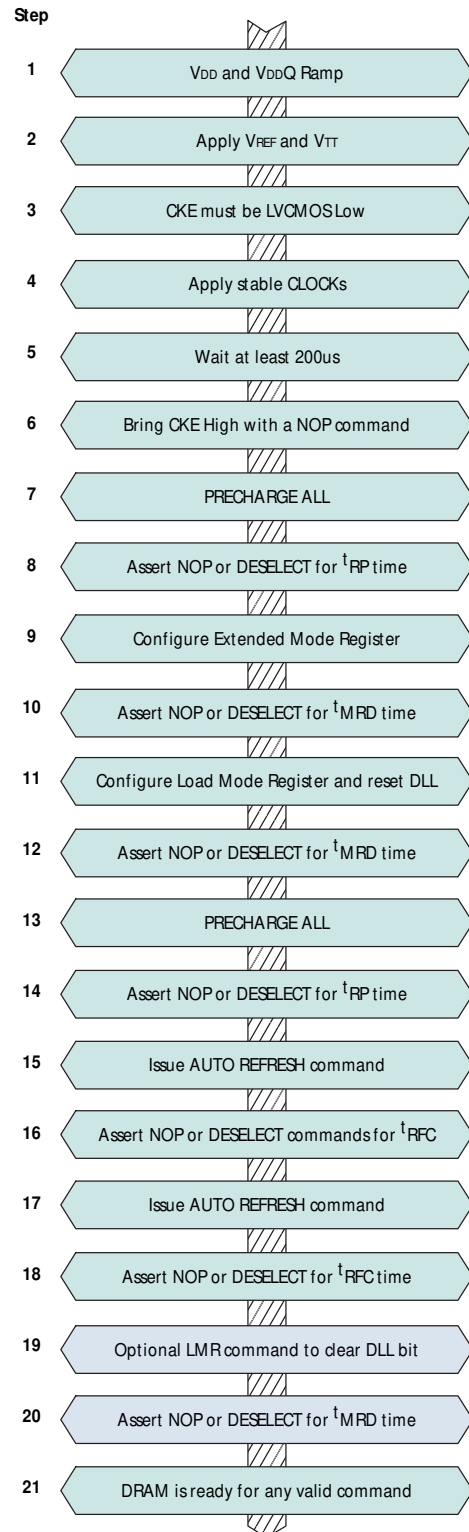 Step
1 VDD and VDDQ Ramp
2 Apply VREF and VTT
3 CKE must be LVCMOS Low
4 Apply stable CLOCKs
5 Wait at least 200us
6 Bring CKE High with a NOP command
7 PRECHARGE ALL
8 Assert NOP or DESELECT for tRP time
9 Configure Extended Mode Register
10 Assert NOP or DESELECT for tMRD time
11 Configure Load Mode Register and reset DLL
12 Assert NOP or DESELECT for tMRD time
13 PRECHARGE ALL
14 Assert NOP or DESELECT for tRP time
15 Issue AUTO REFRESH command
16 Assert NOP or DESELECT commands for tRFC
17 Issue AUTO REFRESH command
18 Assert NOP or DESELECT for tRFC time
19 Optional LMR command to clear DLL bit
20 Assert NOP or DESELECT for tMRD time
21 DRAM is ready for any valid command